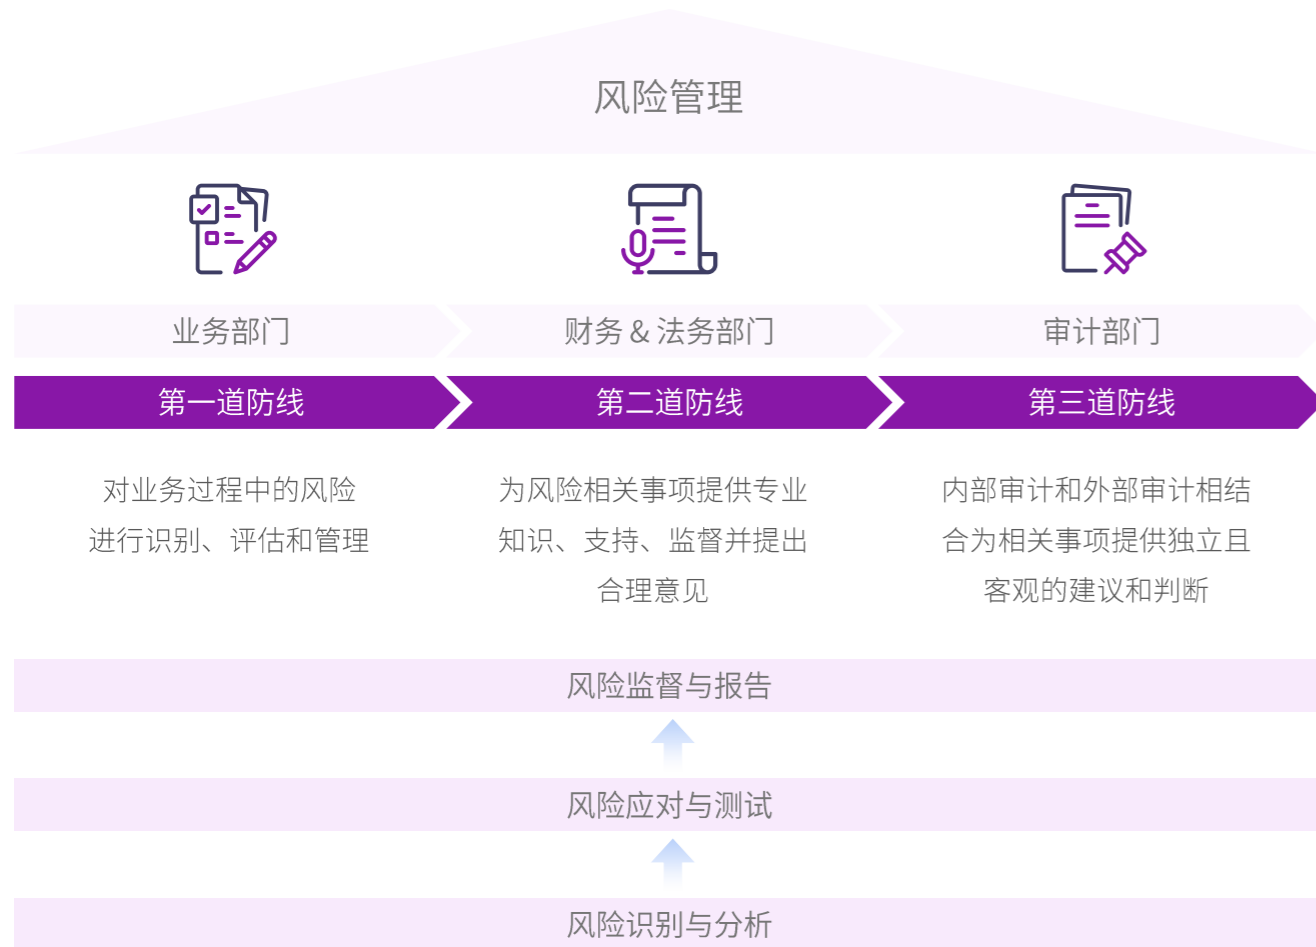 风险管理
业务部门
财务 & 法务部门
审计部门
第一道防线
第二道防线
第三道防线
对业务过程中的风险
进行识别、评估和管理
为风险相关事项提供专业
知识、支持、监督并提出
合理意见
内部审计和外部审计相结
合为相关事项提供独立且
客观的建议和判断
风险监督与报告
风险应对与测试
风险识别与分析